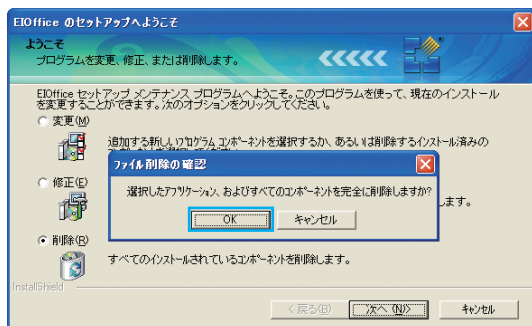 EIOffice のセットアップへようこそ
ようこそ
プログラムを変更、修正、または削除します。
EIOffice セットアップ メンテナンス プログラムへようこそ。このプログラムを使って、現在のインストール
を変更することができます。次のオプションをクリックしてください。
変更(M)
追加する新しいプログラム コンポーネントを選択するか、あるいは削除するインストール済みの
ファイル削除の確認
選択したアプリケーション、およびすべてのコンポーネントを完全に削除しますか?
OK
キャンセル
修正(E)
します。
削除(R)
すべてのインストールされているコンポーネントを削除します。
InstallShield
< 戻る(B)
次へ (N)>
キャンセル